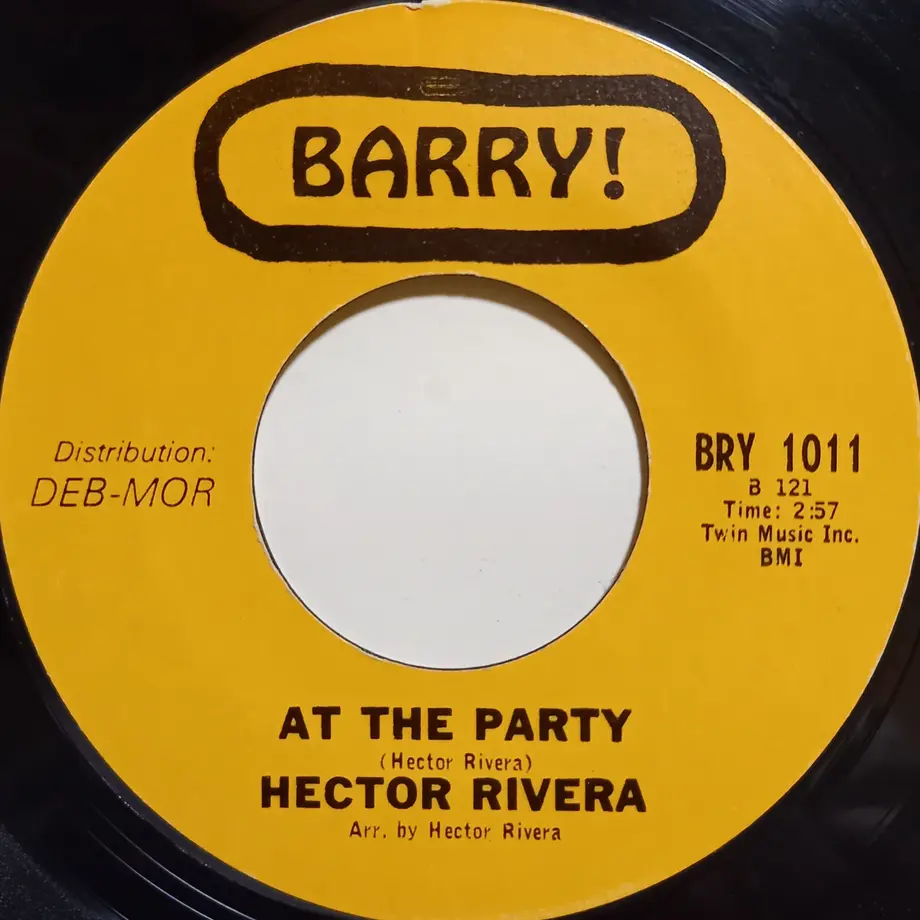 BARRY!
Distribution:
DEB-MOR
BRY 1011
B 121
Time: 2:57
Twin Music Inc.
BMI
AT THE PARTY
(Hector Rivera)
HECTOR RIVERA
Arr. by Hector Rivera